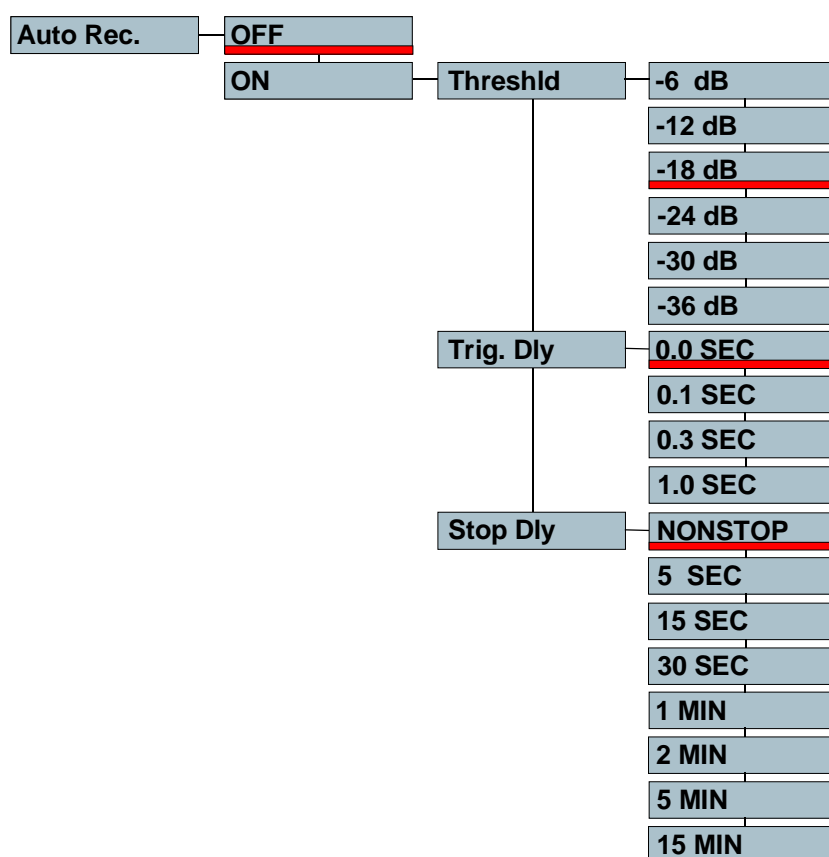 Auto Rec.
OFF
ON
Threshld
-6 dB
-12 dB
-18 dB
-24 dB
-30 dB
-36 dB
Trig. Dly
0.0 SEC
0.1 SEC
0.3 SEC
1.0 SEC
Stop Dly
NONSTOP
5 SEC
15 SEC
30 SEC
1 MIN
2 MIN
5 MIN
15 MIN